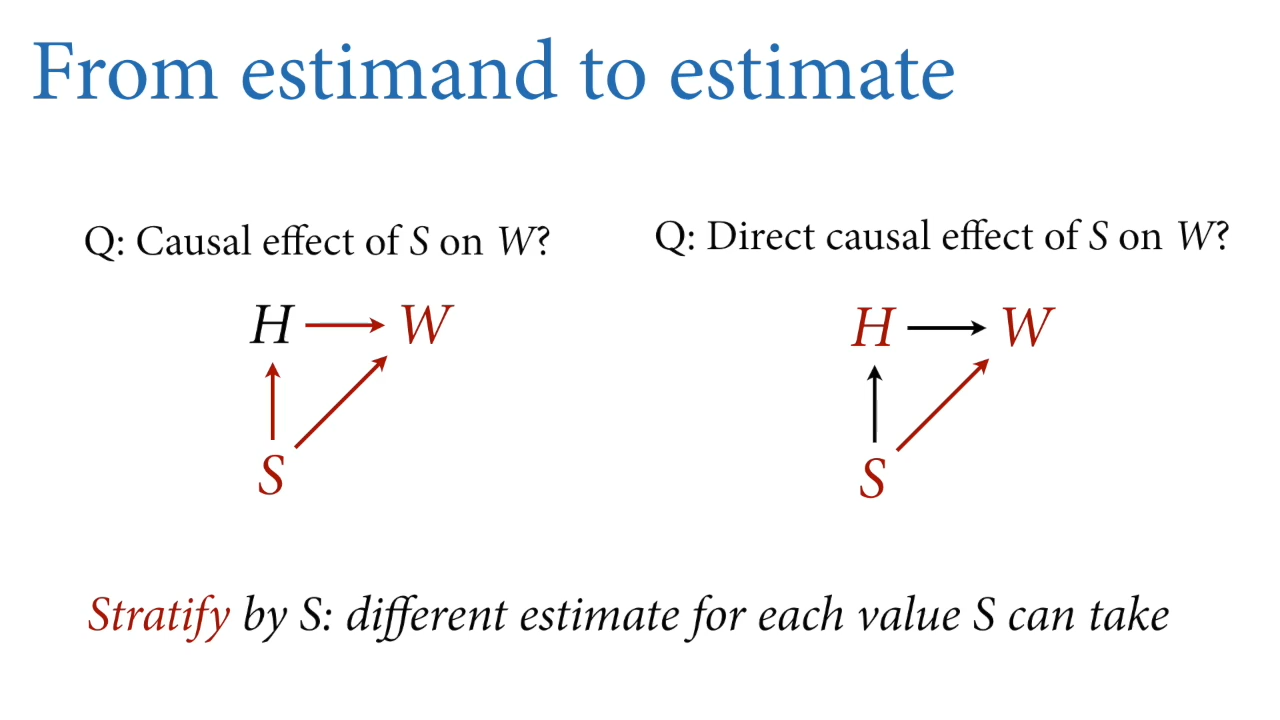 From estimand to estimate
Q: Causal effect of S on W?
Q: Direct causal effect of S on W?
H W
S
H W
S
Stratify by S: different estimate for each value S can take